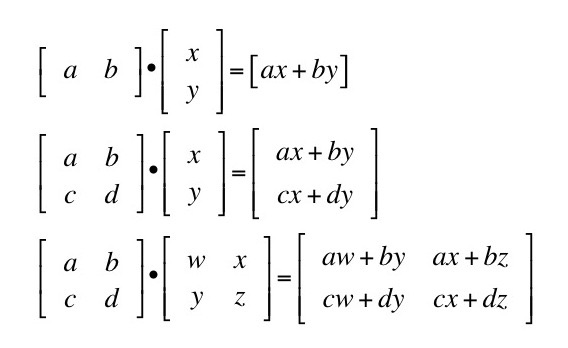 [ a b ] • [ x y ] = [ax + by]
[ a b c d ] • [ x y ] = [ ax + by cx + dy ]
[ a b c d ] • [ w x y z ] = [ aw + by ax + bz cw + dy cx + dz ]